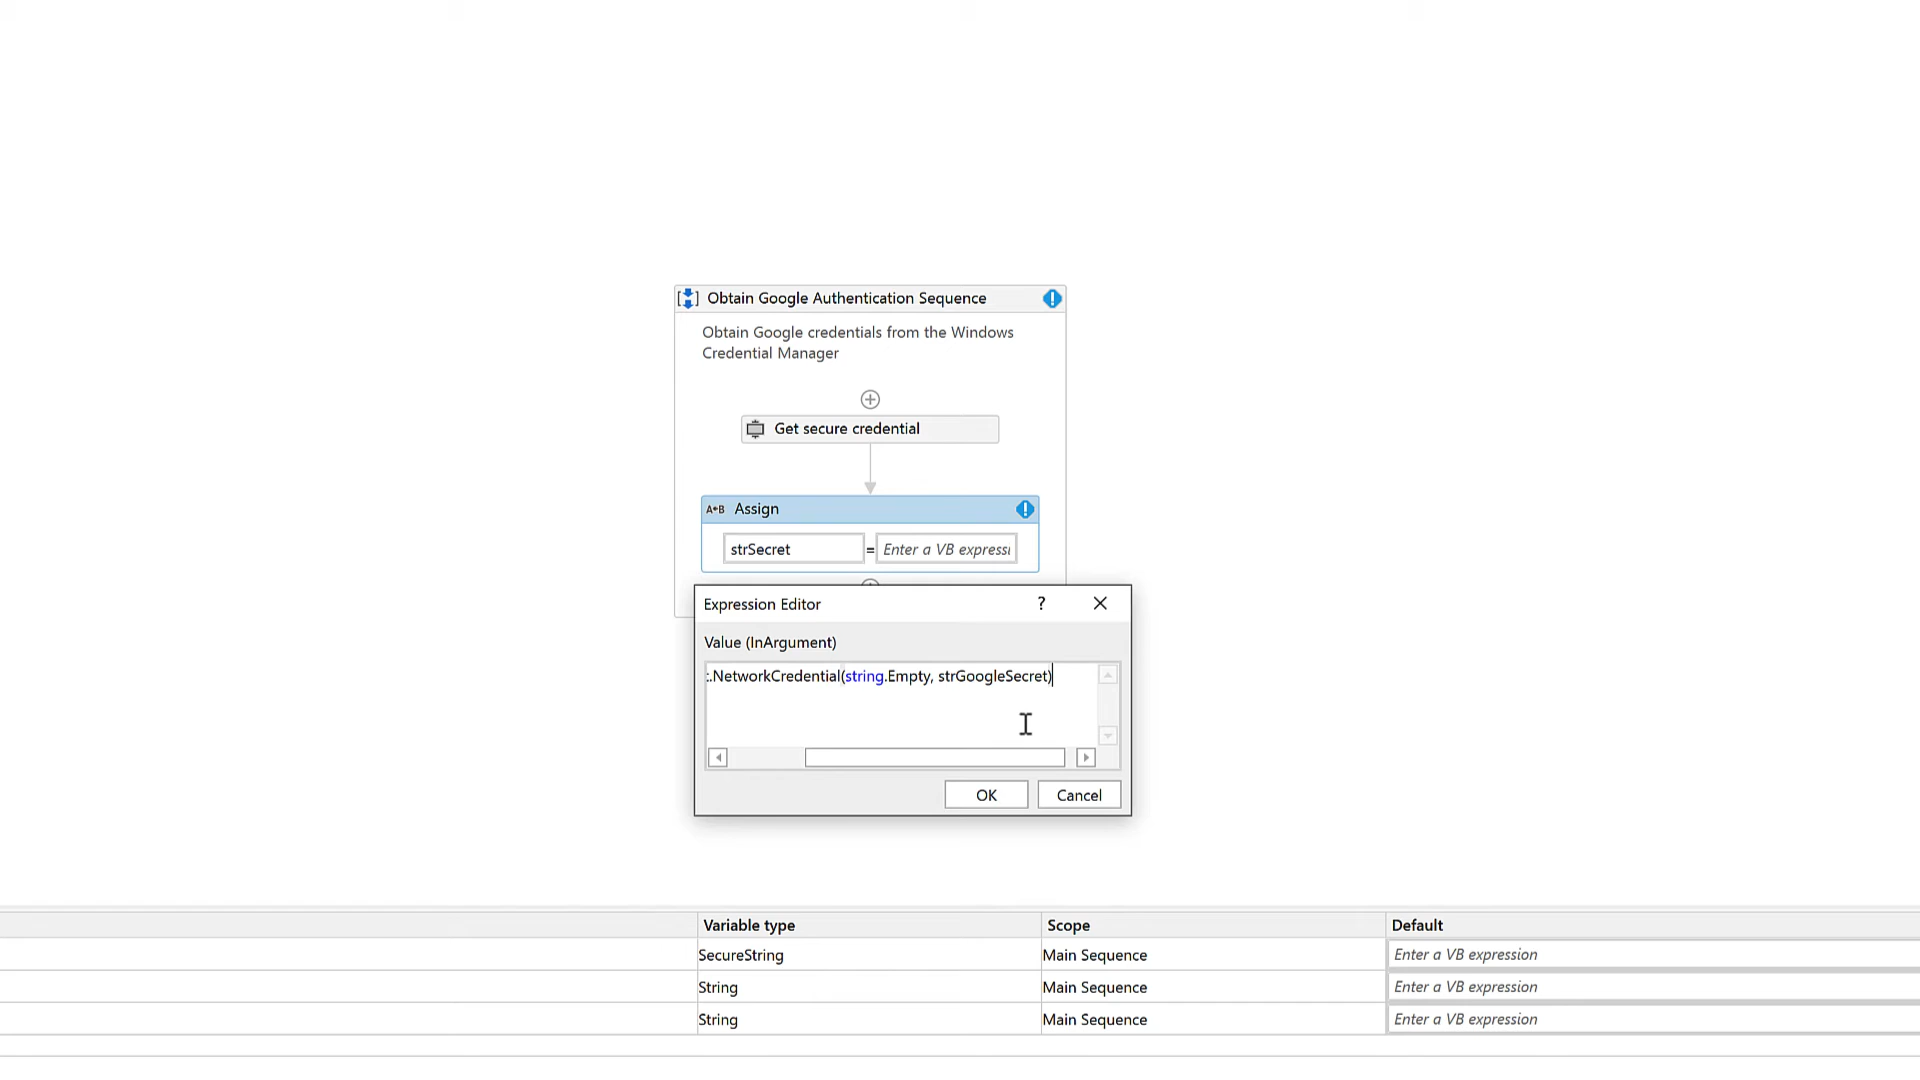 Obtain Google Authentication Sequence
Obtain Google credentials from the Windows
Credential Manager
Get secure credential
A+B Assign
strSecret = Enter a VB expressi
Expression Editor ?
Value (InArgument)
.NetworkCredential(string.Empty, strGoogleSecret)
OK Cancel
Variable type Scope Default
SecureString Main Sequence Enter a VB expression
String Main Sequence Enter a VB expression
String Main Sequence Enter a VB expression